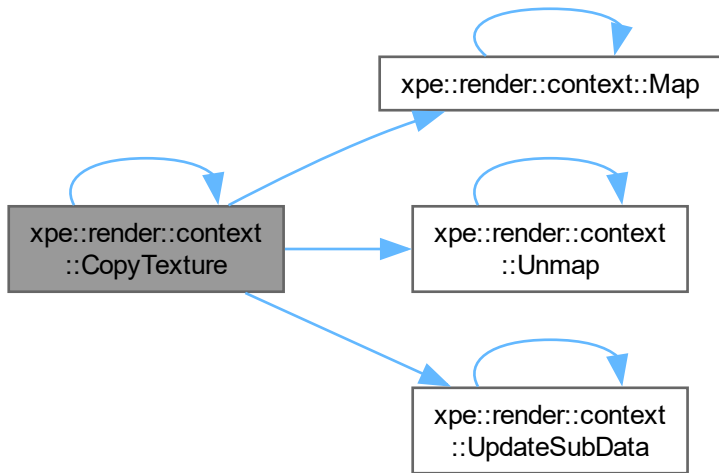 xpe::render::context::Map
xpe::render::context
::CopyTexture
xpe::render::context
::Unmap
xpe::render::context
::UpdateSubData